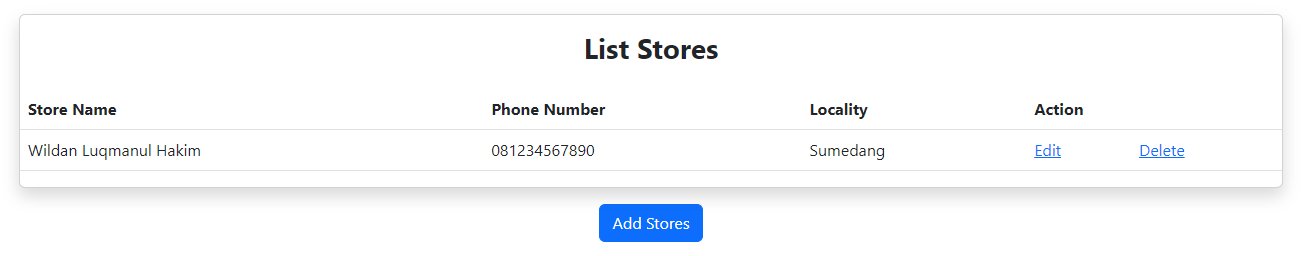 List Stores
Store Name Phone Number Locality Action
Wildan Luqmanul Hakim 081234567890 Sumedang Edit Delete
Add Stores